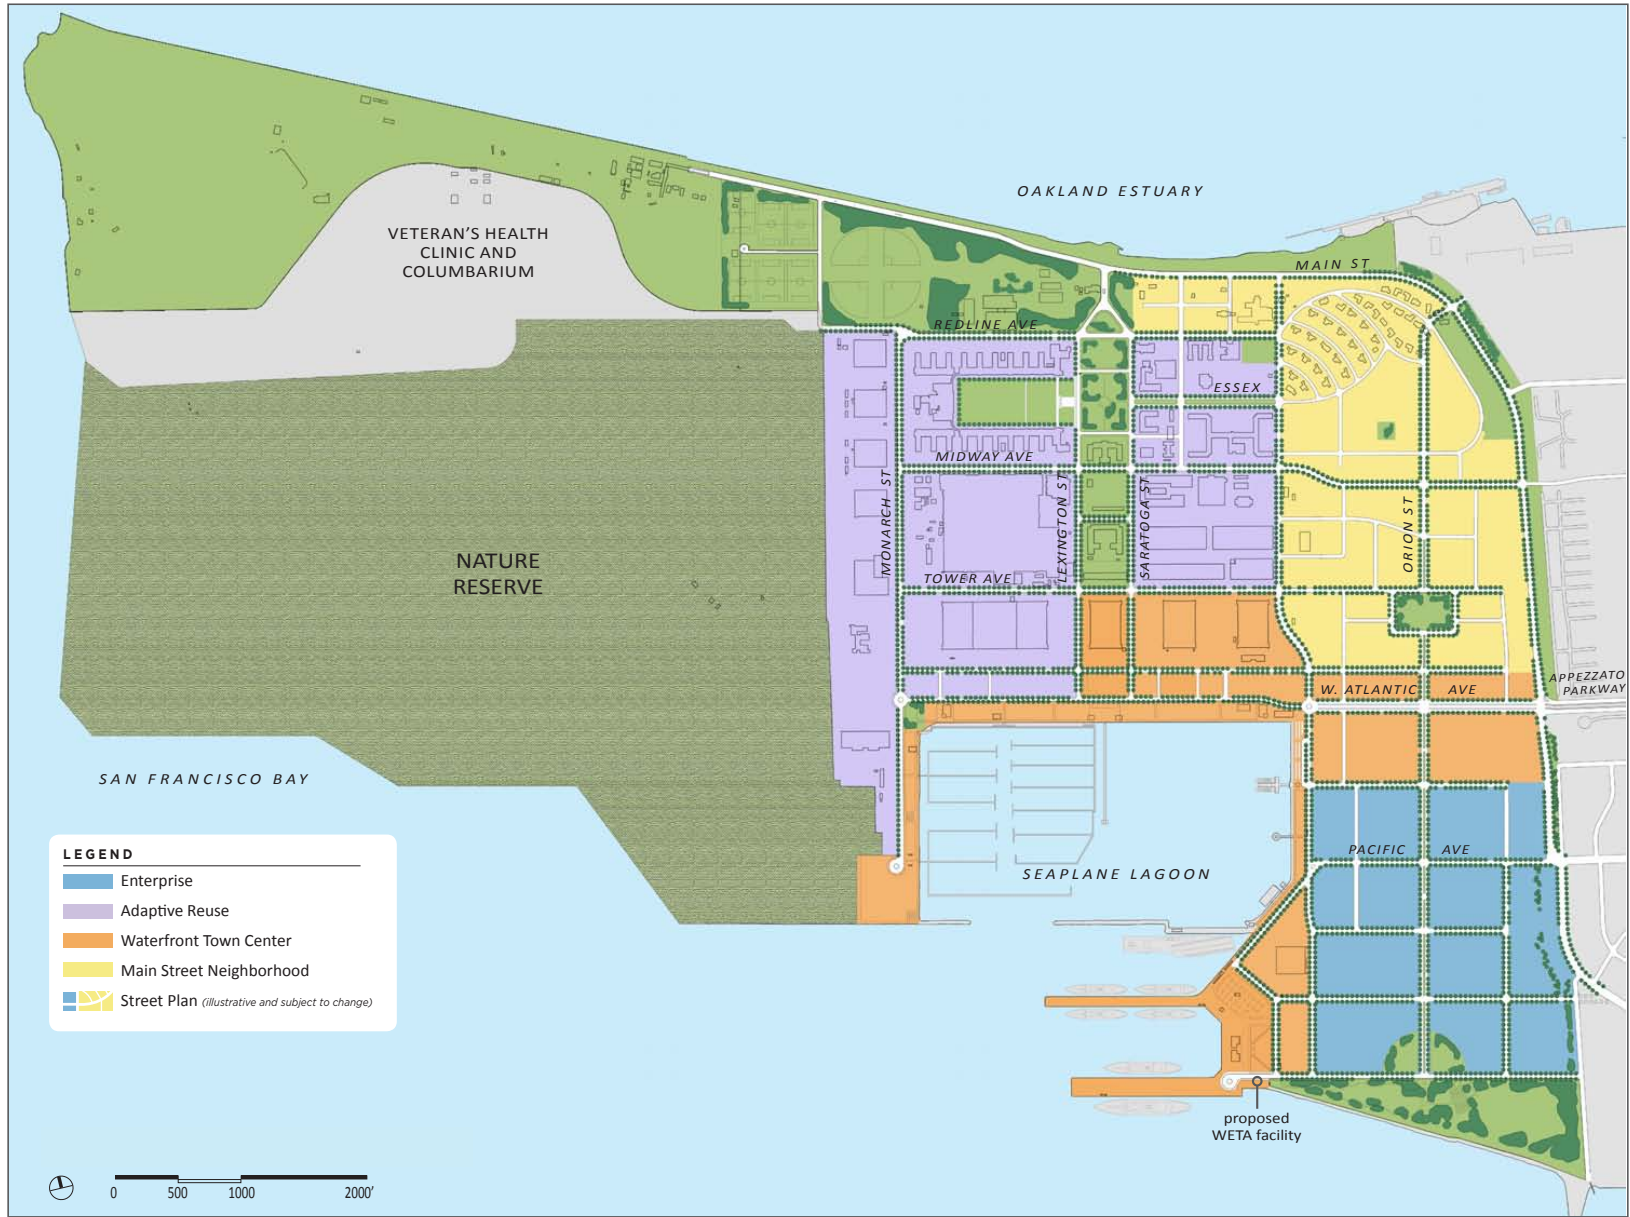 OAKLAND ESTUARY
VETERAN'S HEALTH
CLINIC AND
COLUMBARIUM
MAIN ST
REDLINE AVE
ESSEX
MIDWAY AVE
MONARCH ST
LEXINGTON ST
SARATOGA ST
ORION ST
NATURE
RESERVE
TOWER AVE
W. ATLANTIC AVE
APPEZZATO
PARKWAY
SAN FRANCISCO BAY
PACIFIC AVE
SEAPLANE LAGOON
LEGEND
Enterprise
Adaptive Reuse
Waterfront Town Center
Main Street Neighborhood
Street Plan (illustrative and subject to change)
proposed
WETA facility
0 500 1000 2000'